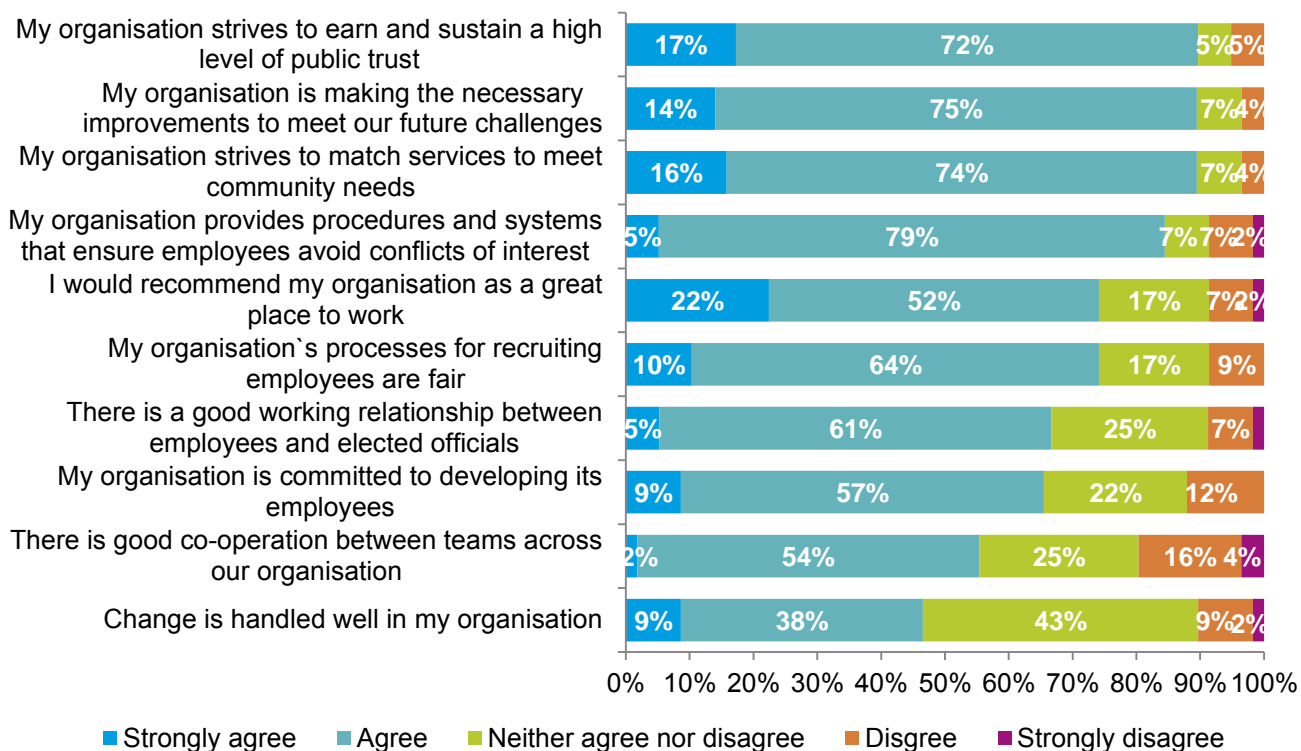 My organisation strives to earn and sustain a high
level of public trust
17% 72% 5% 5%
My organisation is making the necessary
improvements to meet our future challenges
14% 75% 7% 4%
My organisation strives to match services to meet
community needs
16% 74% 7% 4%
My organisation provides procedures and systems
that ensure employees avoid conflicts of interest
5% 79% 7% 7% 2%
I would recommend my organisation as a great
place to work
22% 52% 17% 7% 2%
My organisation`s processes for recruiting
employees are fair
10% 64% 17% 9%
There is a good working relationship between
employees and elected officials
5% 61% 25% 7%
My organisation is committed to developing its
employees
9% 57% 22% 12%
There is good co-operation between teams across
our organisation
2% 54% 25% 16% 4%
Change is handled well in my organisation
9% 38% 43% 9% 2%
0% 10% 20% 30% 40% 50% 60% 70% 80% 90% 100%
Strongly agree Agree Neither agree nor disagree Disgree Strongly disagree